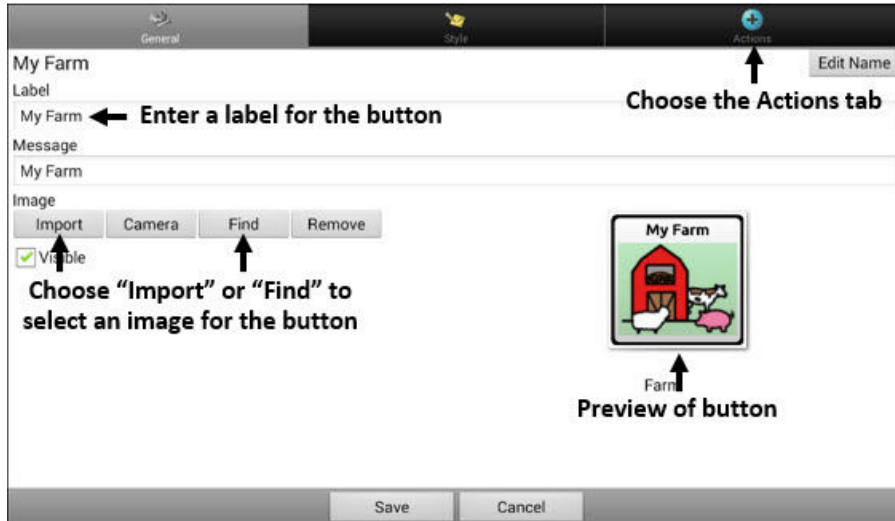 General
Style
Actions
My Farm
Edit Name
Label
Choose the Actions tab
My Farm
Enter a label for the button
Message
My Farm
Image
Import
Camera
Find
Remove
My Farm
Visible
Choose “Import” or “Find” to
select an image for the button
Farm
Preview of button
Save
Cancel